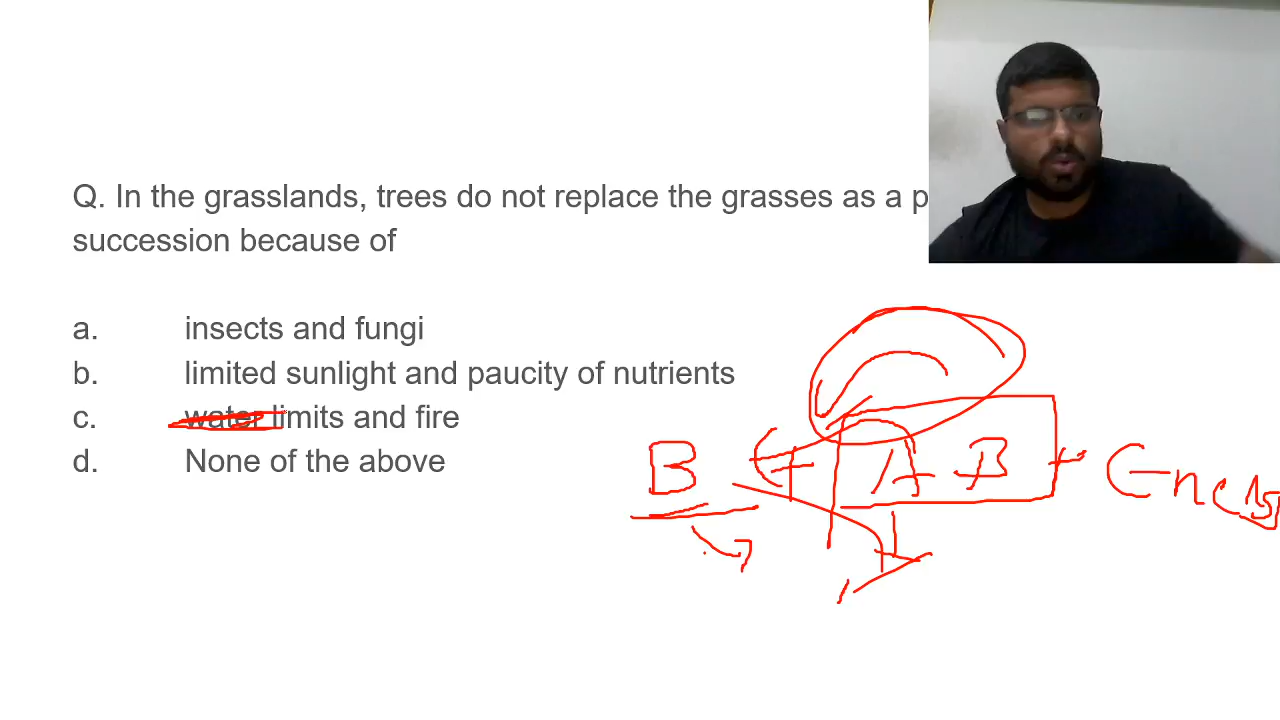 Q. In the grasslands, trees do not replace the grasses as a p
succession because of
a. insects and fungi
b. limited sunlight and paucity of nutrients
c. water limits and fire
d. None of the above
B
A B